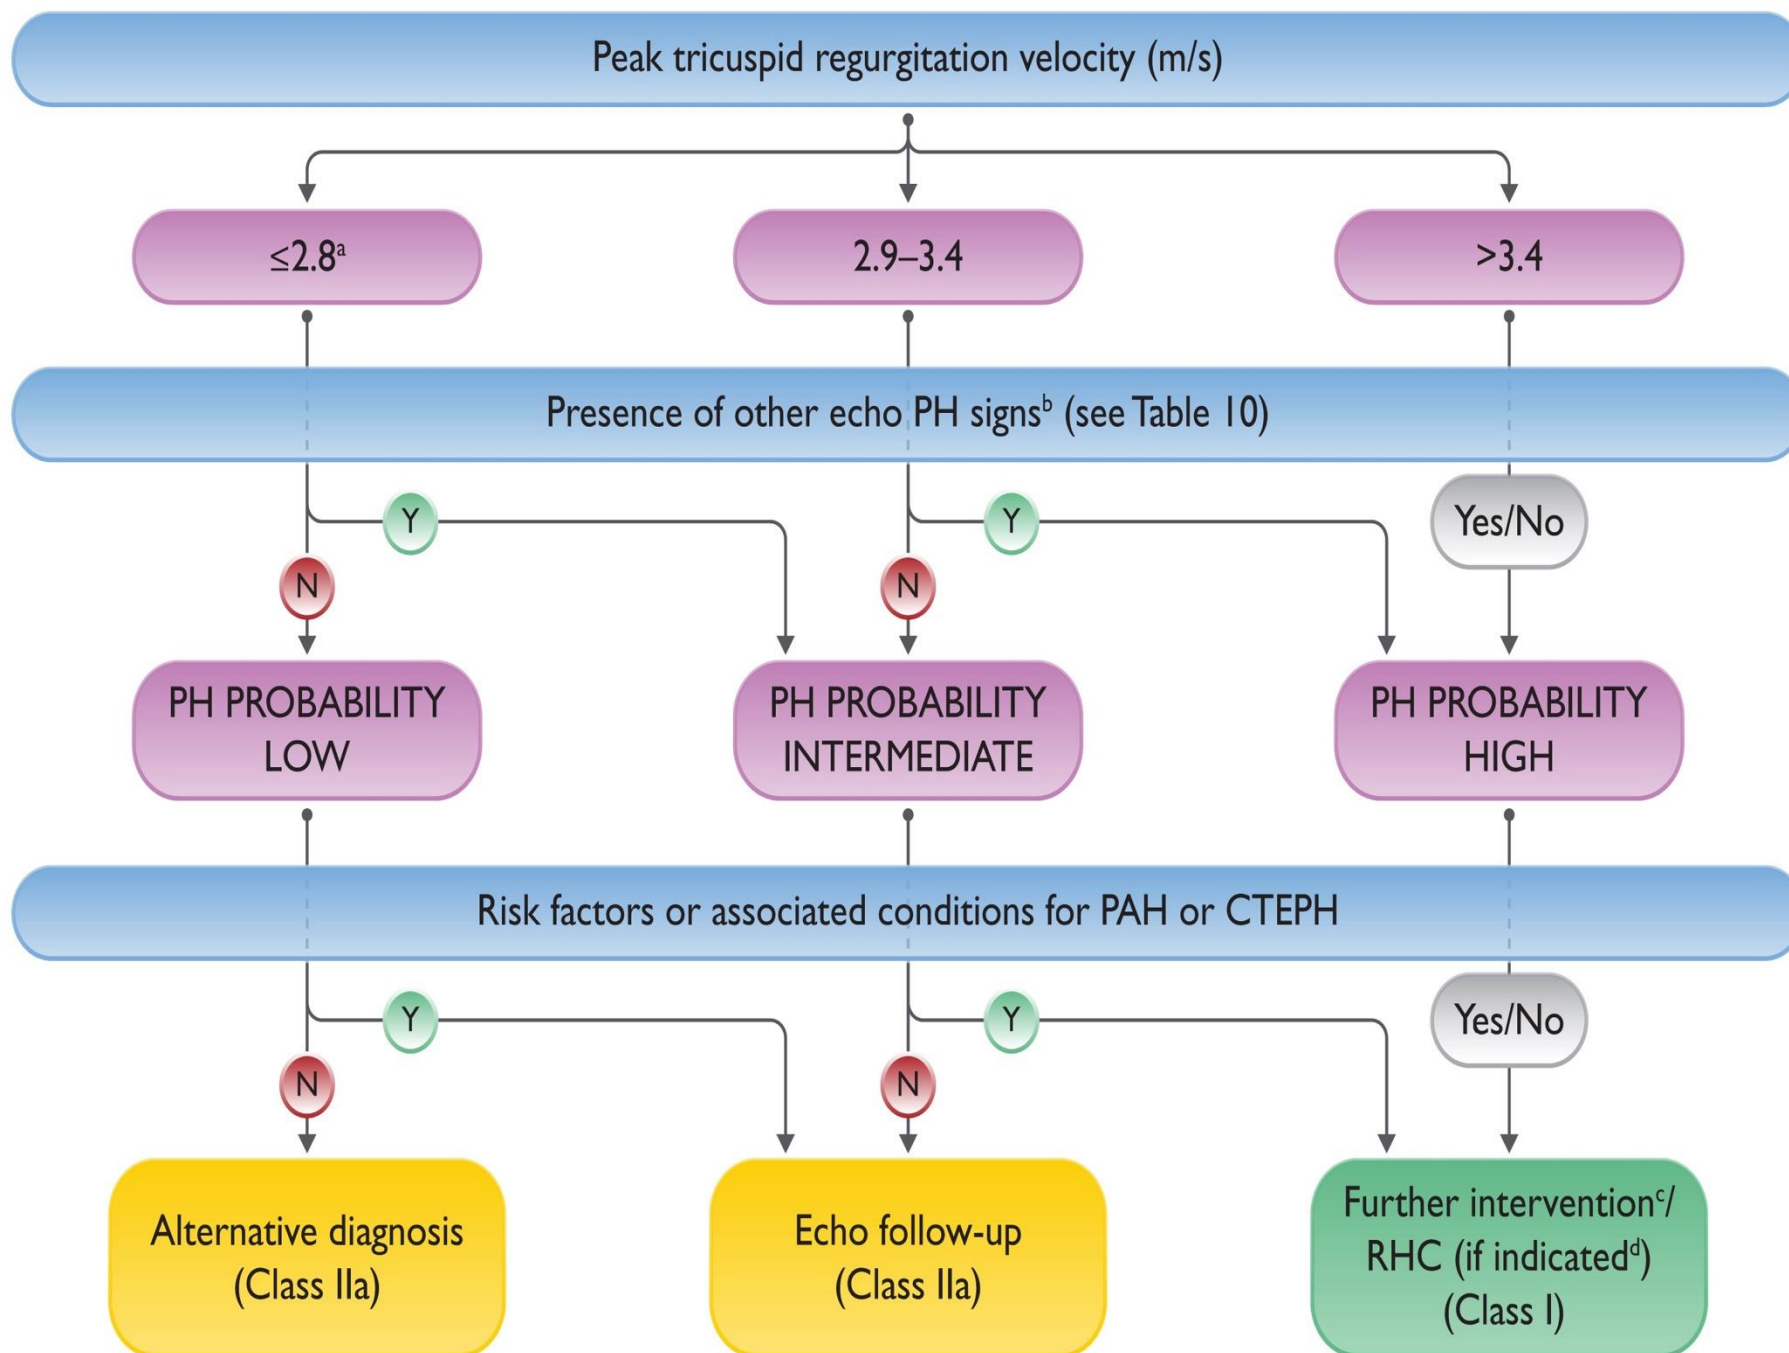 Peak tricuspid regurgitation velocity (m/s)
≤2.8ᵃ
2.9–3.4
>3.4
Presence of other echo PH signsᵇ (see Table 10)
Y
Y
Yes/No
N
N
PH PROBABILITY
LOW
PH PROBABILITY
INTERMEDIATE
PH PROBABILITY
HIGH
Risk factors or associated conditions for PAH or CTEPH
Y
Y
Yes/No
N
N
Alternative diagnosis
(Class IIa)
Echo follow-up
(Class IIa)
Further interventionᶜ/
RHC (if indicatedᵈ)
(Class I)